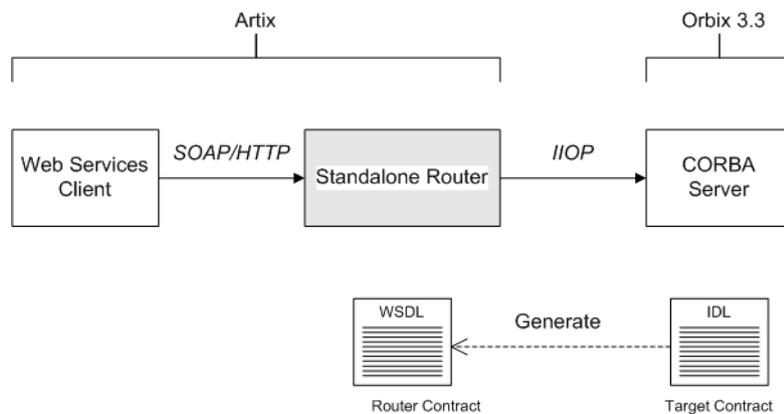 Artix
Orbix 3.3
Web Services
Client
SOAP/HTTP
Standalone Router
IIOP
CORBA
Server
WSDL
Generate
IDL
Router Contract
Target Contract